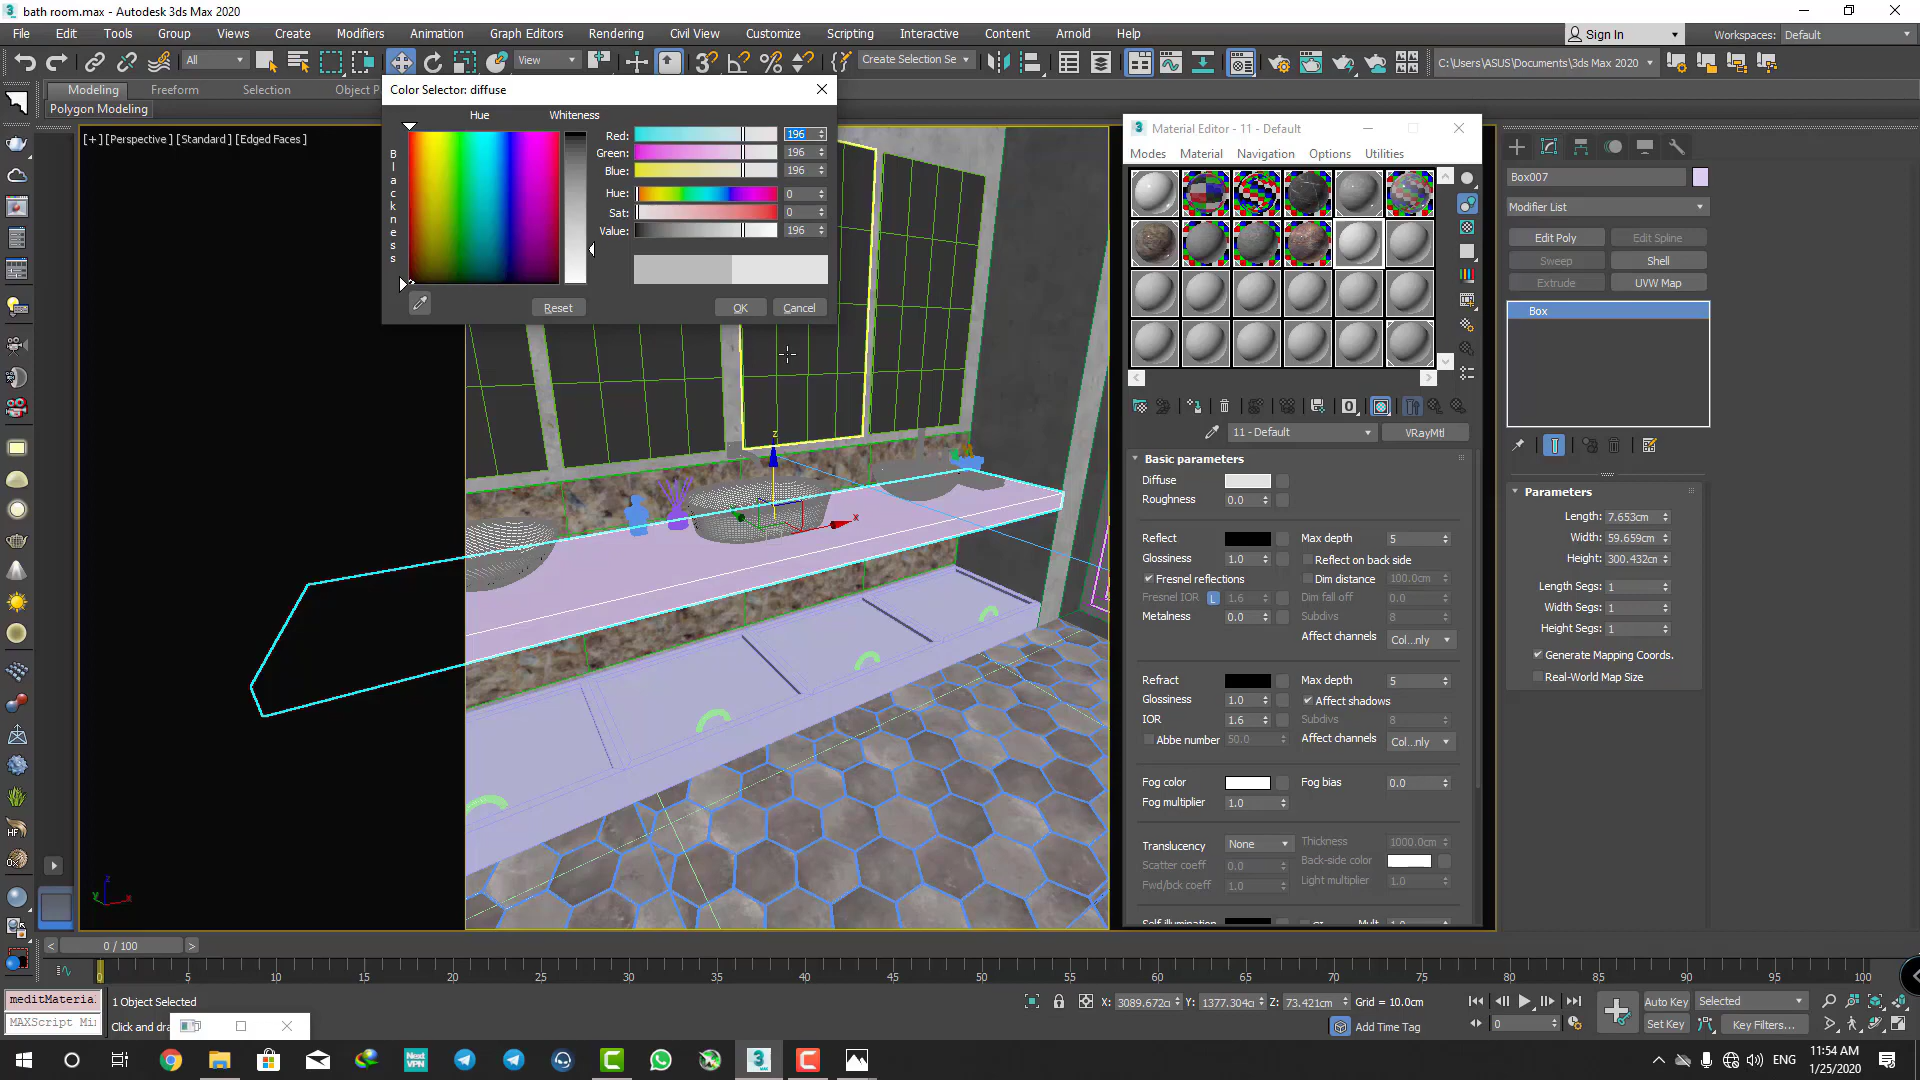 bath room.max - Autodesk 3ds Max 2020
File Edit Tools Group Views Create Modifiers Animation Graph Editors Rendering Civil View Customize Scripting Interactive Content Arnold Help
Sign In
Workspaces: Default
All
View
Create Selection Se
C:\Users\ASUS\Documents\3ds Max 2020
Modeling Freeform Selection Object P
Polygon Modeling
[+] [Perspective] [Standard] [Edged Faces]
Color Selector: diffuse
Hue
Whiteness
Blackness
Red: 196
Green: 196
Blue: 196
Hue: 0
Sat: 0
Value: 196
Reset
OK
Cancel
z
x
Material Editor - 11 - Default
Modes Material Navigation Options Utilities
11 - Default
VRayMtl
Basic parameters
Diffuse
Roughness 0.0
Reflect
Max depth 5
Glossiness 1.0
Reflect on back side
Fresnel reflections
Dim distance 100.0cm
Fresnel IOR L 1.6
Dim fall off 0.0
Metalness 0.0
Subdivs 8
Affect channels Col...nly
Refract
Max depth 5
Glossiness 1.0
Affect shadows
IOR 1.6
Subdivs 8
Abbe number 50.0
Affect channels Col...nly
Fog color
Fog bias 0.0
Fog multiplier 1.0
Translucency None
Thickness 1000.0cm
Scatter coeff 0.0
Back-side color
Fwd/bck coeff 1.0
Light multiplier 1.0
Box007
Modifier List
Edit Poly
Edit Spline
Sweep
Shell
Extrude
UVW Map
Box
Parameters
Length: 7.653cm
Width: 59.659cm
Height: 300.432cm
Length Segs: 1
Width Segs: 1
Height Segs: 1
Generate Mapping Coords.
Real-World Map Size
HF
z
y
x
0 / 100
0 5 10 15 20 25 30 35 40 45 50 55 60 65 70 75 80 85 90 95 100
meditMaterial
MAXScript Mi
1 Object Selected
Click and dra
X: 3089.672c
Y: 1377.304c
Z: 73.421cm
Grid = 10.0cm
Add Time Tag
0
Auto Key
Selected
Set Key
Key Filters...
Next
VPN
3
MAX
ENG
11:54 AM
1/25/2020